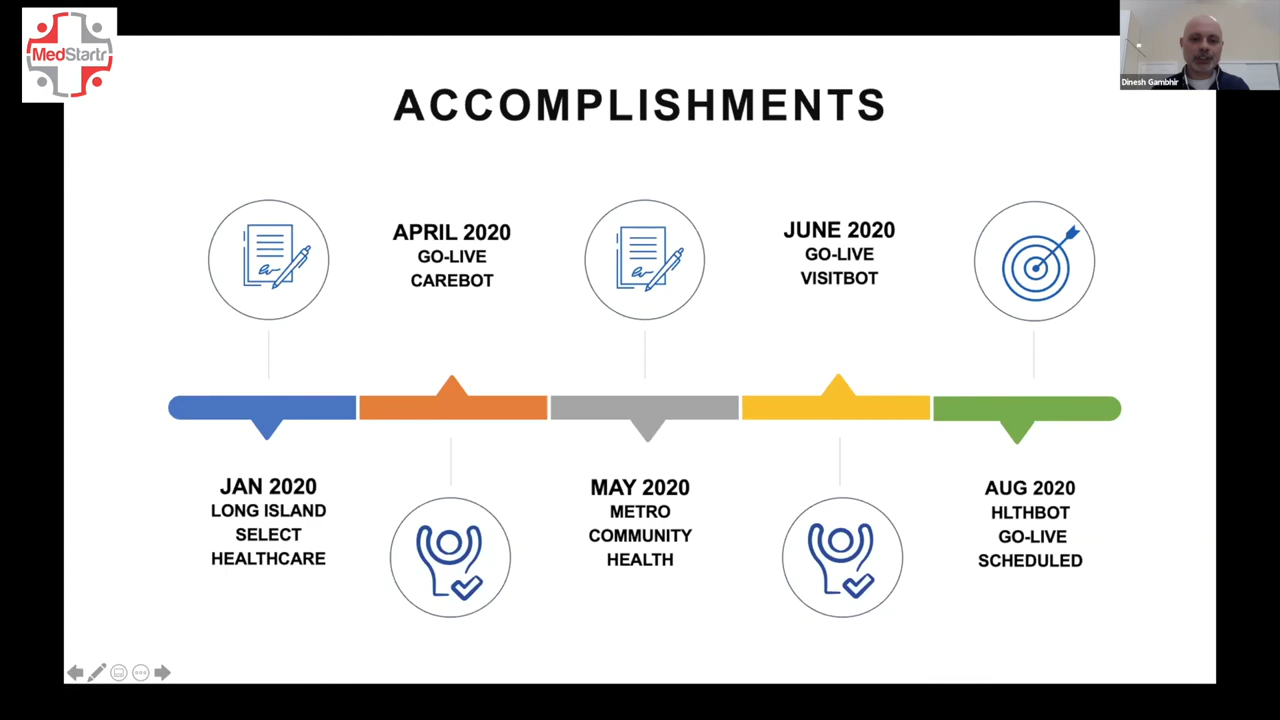 MedStartr
Dinesh Gambhir
ACCOMPLISHMENTS
APRIL 2020
GO-LIVE
CAREBOT
JUNE 2020
GO-LIVE
VISITBOT
JAN 2020
LONG ISLAND
SELECT
HEALTHCARE
MAY 2020
METRO
COMMUNITY
HEALTH
AUG 2020
HLTHBOT
GO-LIVE
SCHEDULED